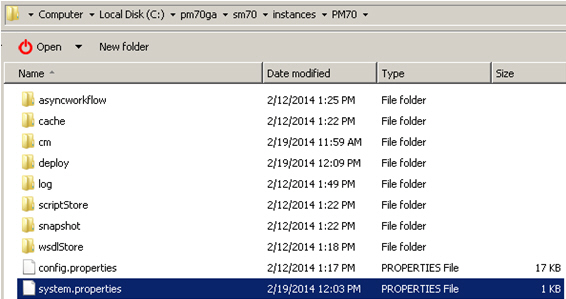 Computer ▸ Local Disk (C:) ▸ pm70ga ▸ sm70 ▸ instances ▸ PM70 ▸
Open New folder
Name Date modified Type Size
asyncworkflow 2/12/2014 1:25 PM File folder
cache 2/12/2014 1:22 PM File folder
cm 2/19/2014 11:59 AM File folder
deploy 2/19/2014 12:09 PM File folder
log 2/12/2014 1:49 PM File folder
scriptStore 2/12/2014 1:22 PM File folder
snapshot 2/12/2014 1:22 PM File folder
wsdlStore 2/12/2014 1:18 PM File folder
config.properties 2/12/2014 1:17 PM PROPERTIES File 17 KB
system.properties 2/19/2014 12:03 PM PROPERTIES File 1 KB